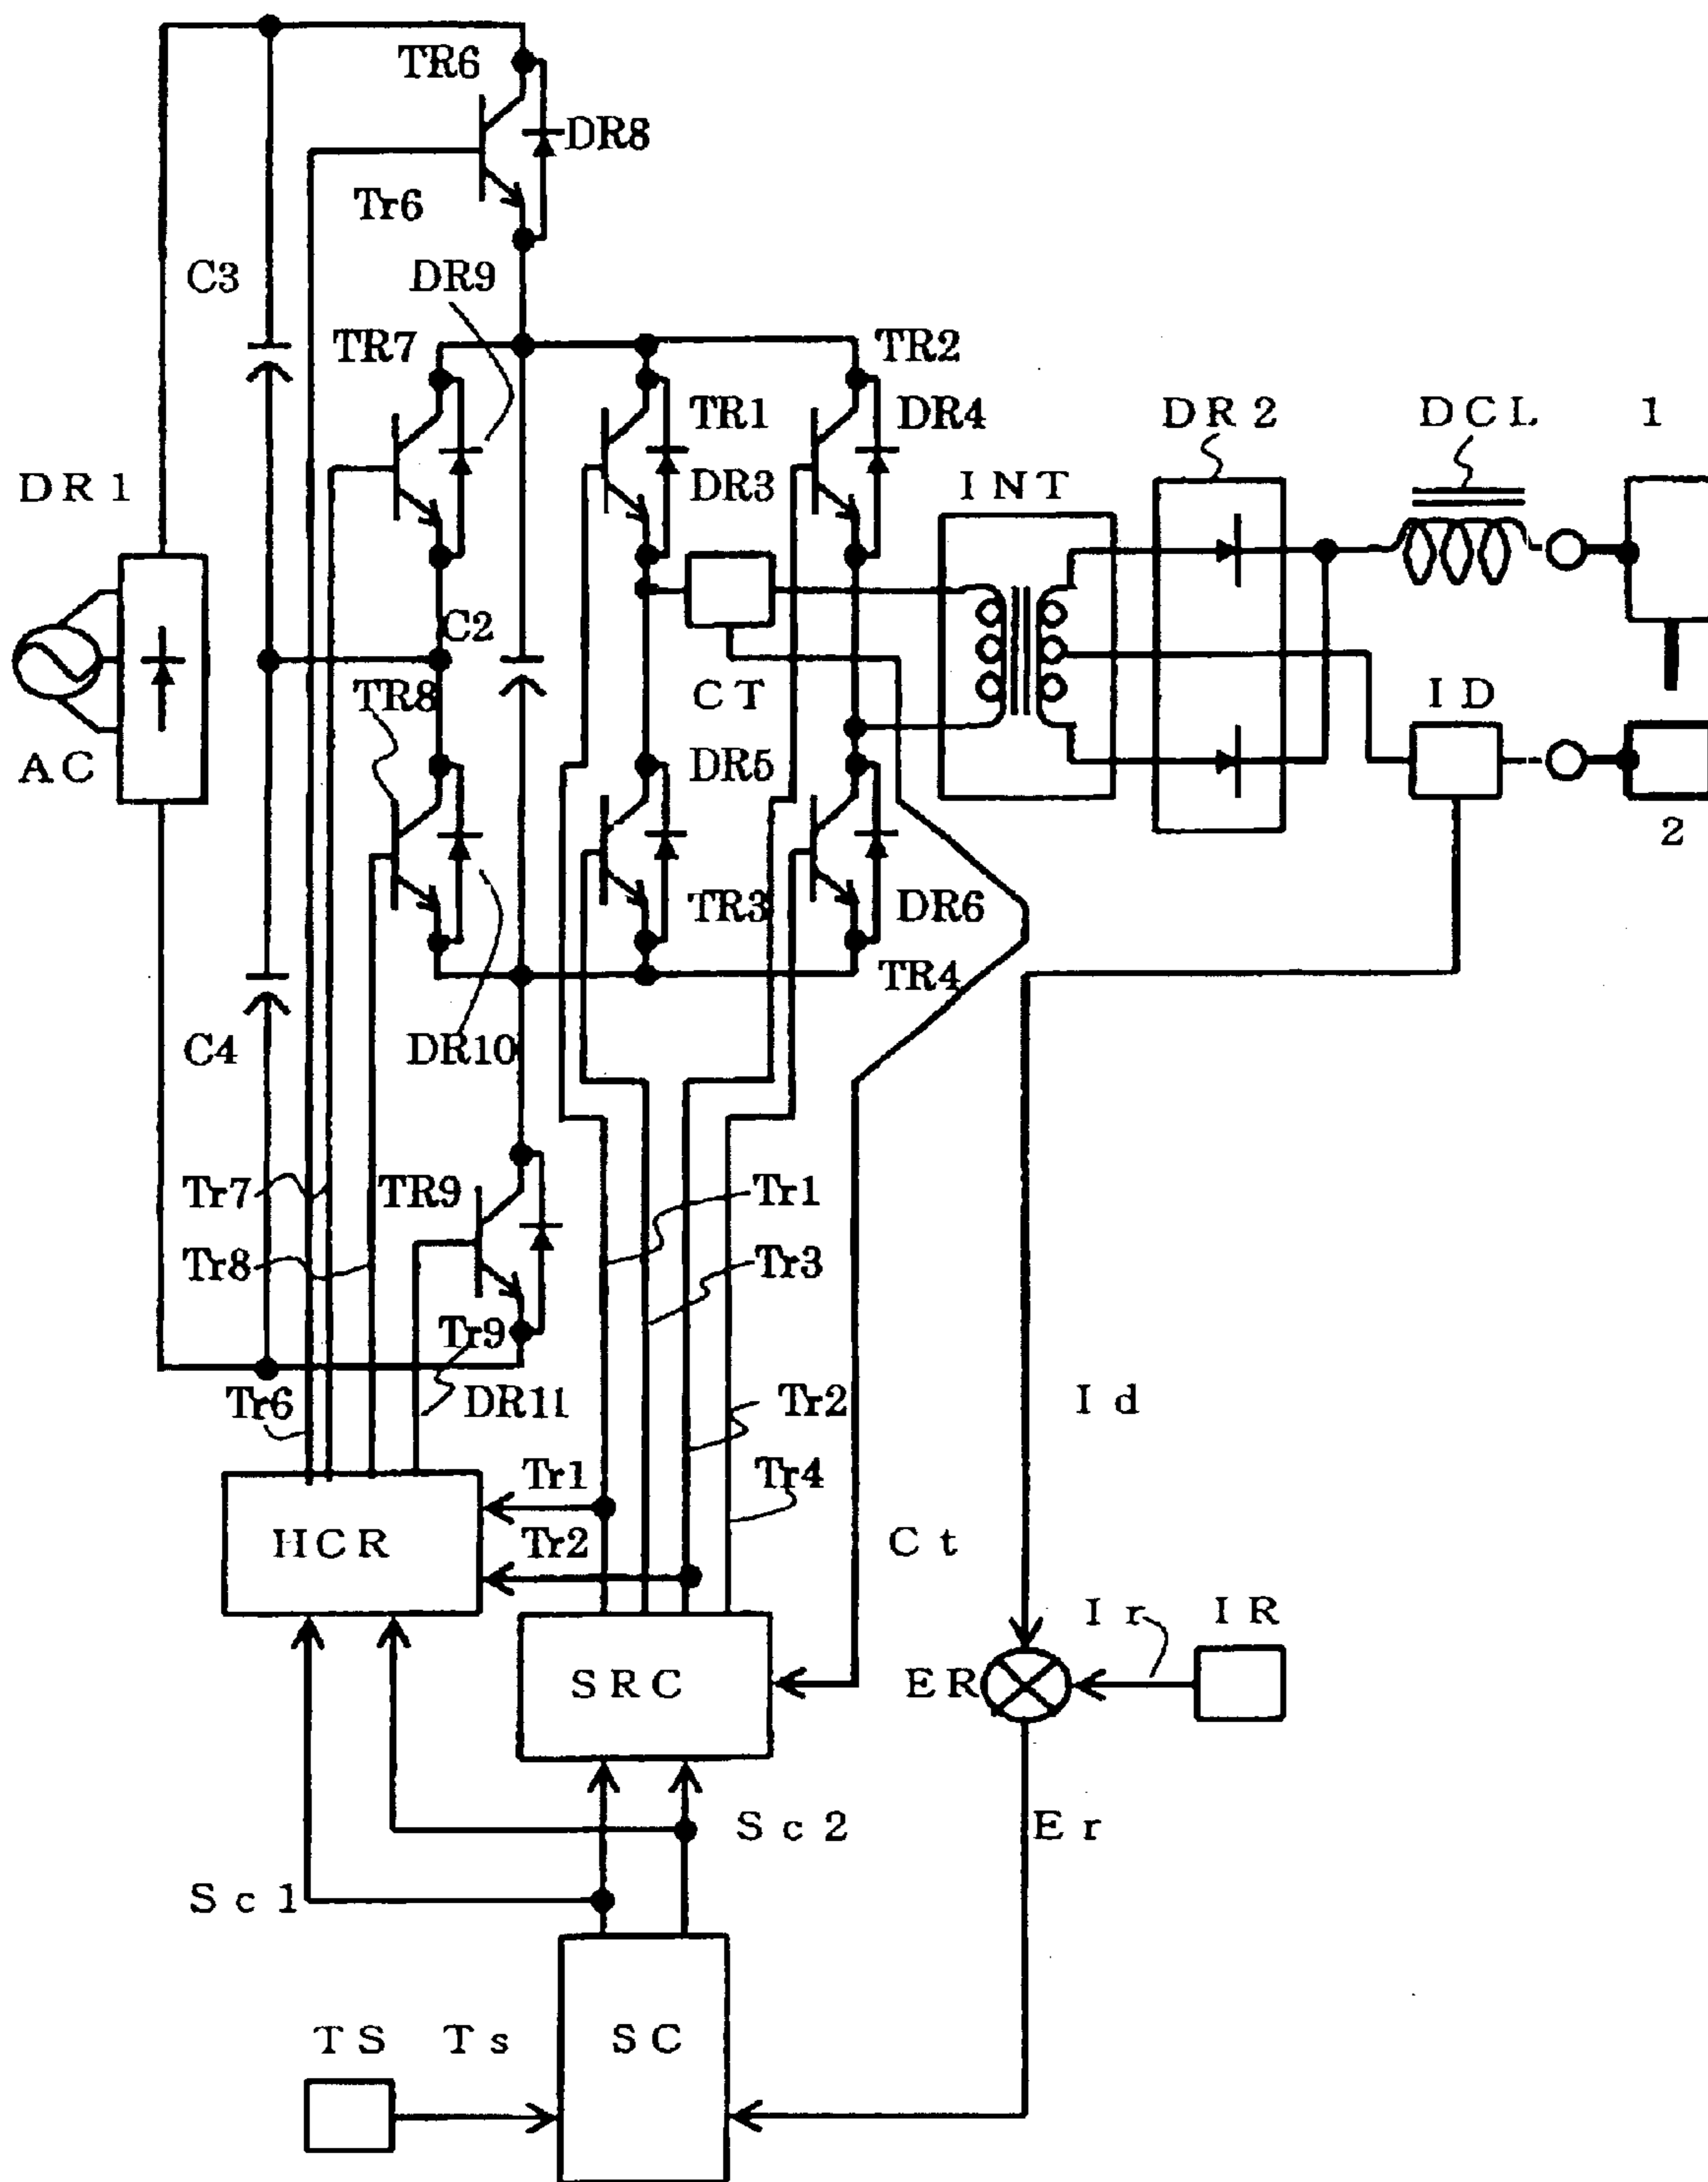 TR6
DR8
Tr6
C3
DR9
TR7
TR2
TR1
DR4
DR2
DCL
1
DR1
DR3
INT
C2
TR8
CT
ID
AC
DR5
2
TR3
DR6
TR4
C4
DR10
Tr7
TR9
Tr1
Tr8
Tr3
Tr9
Tr6
DR11
Tr2
Id
Tr1
Tr4
HCR
Tr2
Ct
Ir
IR
SRC
ER
Sc2
Er
Sc1
TS
Ts
SC